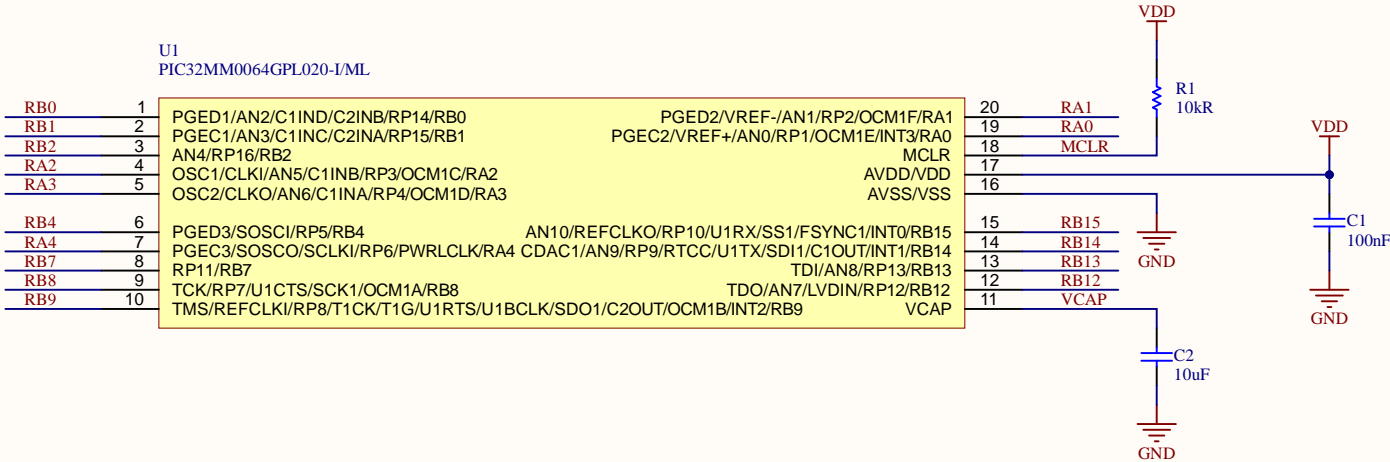 VDD
U1
PIC32MM0064GPL020-I/ML
R1
10kR
RB0 1 PGED1/AN2/C1IND/C2INB/RP14/RB0 PGED2/VREF-/AN1/RP2/OCM1F/RA1 20 RA1
RB1 2 PGEC1/AN3/C1INC/C2INA/RP15/RB1 PGEC2/VREF+/AN0/RP1/OCM1E/INT3/RA0 19 RA0
RB2 3 AN4/RP16/RB2 MCLR 18 MCLR
VDD
RA2 4 OSC1/CLKI/AN5/C1INB/RP3/OCM1C/RA2 AVDD/VDD 17
RA3 5 OSC2/CLKO/AN6/C1INA/RP4/OCM1D/RA3 AVSS/VSS 16
C1
100nF
RB4 6 PGED3/SOSCI/RP5/RB4 AN10/REFCLKO/RP10/U1RX/SS1/FSYNC1/INT0/RB15 15 RB15
RA4 7 PGEC3/SOSCO/SCLKI/RP6/PWRLCLK/RA4 CDAC1/AN9/RP9/RTCC/U1TX/SDI1/C1OUT/INT1/RB14 14 RB14
GND
RB7 8 RP11/RB7 TDI/AN8/RP13/RB13 13 RB13
RB8 9 TCK/RP7/U1CTS/SCK1/OCM1A/RB8 TDO/AN7/LVDIN/RP12/RB12 12 RB12
RB9 10 TMS/REFCLKI/RP8/T1CK/T1G/U1RTS/U1BCLK/SDO1/C2OUT/OCM1B/INT2/RB9 VCAP 11 VCAP
GND
C2
10uF
GND